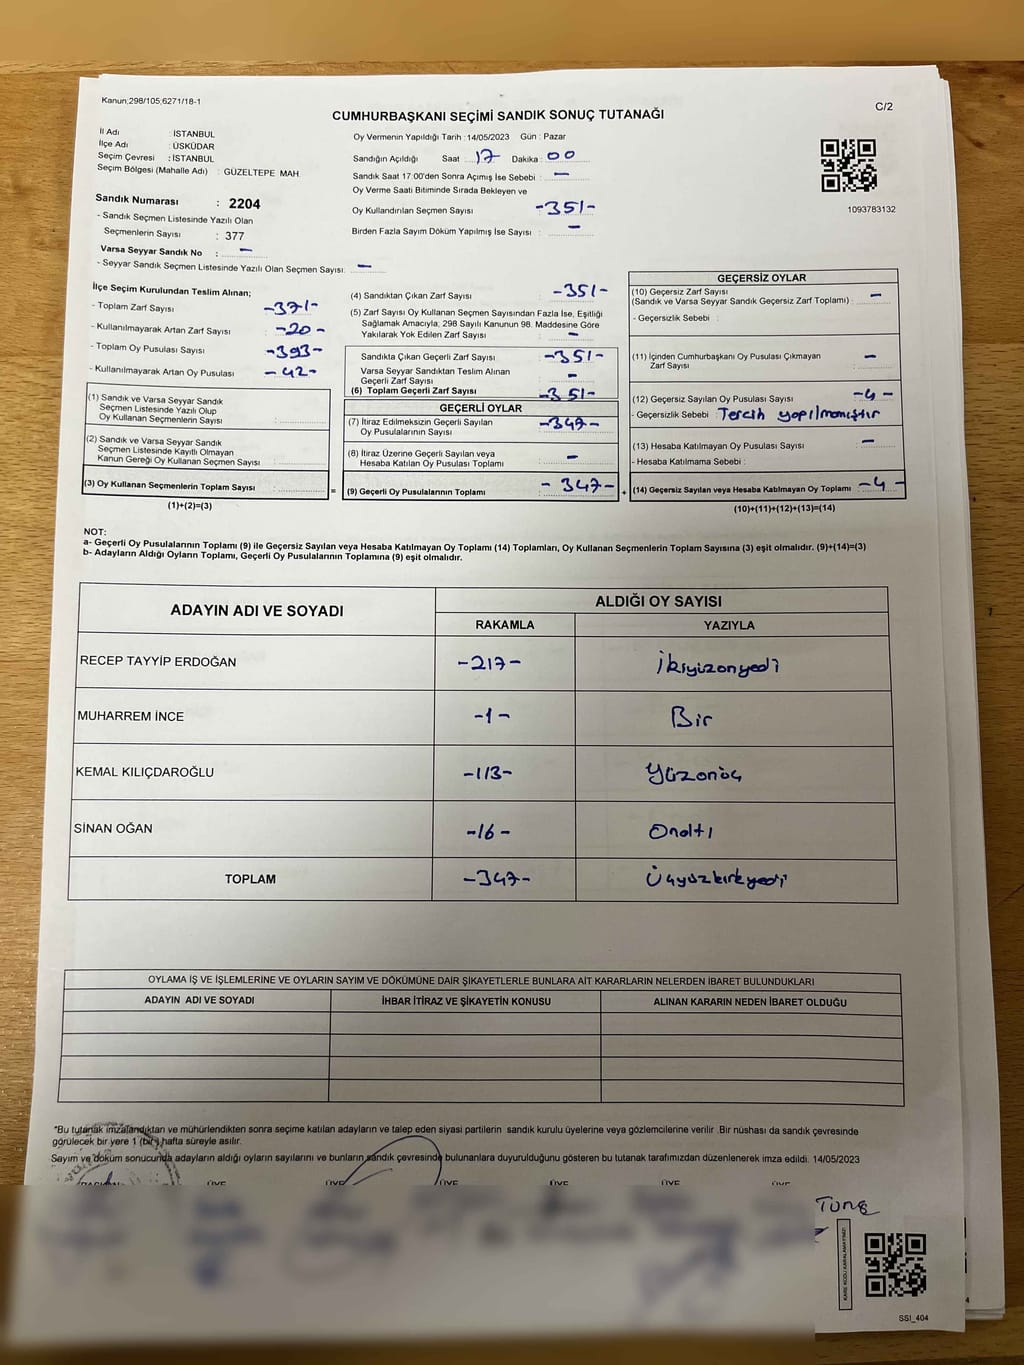 Kanun;298/105;6271/18-1
C/2
CUMHURBAŞKANI SEÇİMİ SANDIK SONUÇ TUTANAĞI
İl Adı : İSTANBUL
İlçe Adı : ÜSKÜDAR
Seçim Çevresi : İSTANBUL
Seçim Bölgesi (Mahalle Adı) : GÜZELTEPE MAH
Sandık Numarası : 2204
- Sandık Seçmen Listesinde Yazılı Olan
Seçmenlerin Sayısı : 377
Varsa Seyyar Sandık No : -
- Seyyar Sandık Seçmen Listesinde Yazılı Olan Seçmen Sayısı: -
Oy Vermenin Yapıldığı Tarih : 14/05/2023 Gün : Pazar
Sandığın Açıldığı Saat : 17 Dakika : 00
Sandık Saat 17:00'den Sonra Açımış İse Sebebi : -
Oy Verme Saati Bitiminde Sırada Bekleyen ve
Oy Kullandırılan Seçmen Sayısı -351-
Birden Fazla Sayım Döküm Yapılmış İse Sayısı : -
1093783132
İlçe Seçim Kurulundan Teslim Alınan;
- Toplam Zarf Sayısı -371-
- Kullanılmayarak Artan Zarf Sayısı : -20-
- Toplam Oy Pusulası Sayısı -393-
- Kullanılmayarak Artan Oy Pusulası : -42-
(1) Sandık ve Varsa Seyyar Sandık
Seçmen Listesinde Yazılı Olup
Oy Kullanan Seçmenlerin Sayısı :
(2) Sandık ve Varsa Seyyar Sandık
Seçmen Listesinde Kayıtlı Olmayan
Kanun Gereği Oy Kullanan Seçmen Sayısı :
(3) Oy Kullanan Seçmenlerin Toplam Sayısı :
(1)+(2)=(3)
(4) Sandıktan Çıkan Zarf Sayısı -351-
(5) Zarf Sayısı Oy Kullanan Seçmen Sayısından Fazla İse, Eşitliği
Sağlamak Amacıyla; 298 Sayılı Kanunun 98. Maddesine Göre
Yakılarak Yok Edilen Zarf Sayısı : -
Sandıkta Çıkan Geçerli Zarf Sayısı -351-
Varsa Seyyar Sandıktan Teslim Alınan
Geçerli Zarf Sayısı -
(6) Toplam Geçerli Zarf Sayısı -351-
GEÇERLİ OYLAR
(7) İtiraz Edilmeksizin Geçerli Sayılan
Oy Pusulalarının Sayısı -347-
(8) İtiraz Üzerine Geçerli Sayılan veya
Hesaba Katılan Oy Pusulası Toplamı -
= (9) Geçerli Oy Pusulalarının Toplamı -347-
GEÇERSİZ OYLAR
(10) Geçersiz Zarf Sayısı
(Sandık ve Varsa Seyyar Sandık Geçersiz Zarf Toplamı) : -
- Geçersizlik Sebebi :
(11) İçinden Cumhurbaşkanı Oy Pusulası Çıkmayan
Zarf Sayısı -
(12) Geçersiz Sayılan Oy Pusulası Sayısı -4-
- Geçersizlik Sebebi : Tercih yapılmamıştır
(13) Hesaba Katılmayan Oy Pusulası Sayısı -
- Hesaba Katılmama Sebebi :
+ (14) Geçersiz Sayılan veya Hesaba Katılmayan Oy Toplamı -4-
(10)+(11)+(12)+(13)=(14)
NOT:
a- Geçerli Oy Pusulalarının Toplamı (9) ile Geçersiz Sayılan veya Hesaba Katılmayan Oy Toplamı (14) Toplamları, Oy Kullanan Seçmenlerin Toplam Sayısına (3) eşit olmalıdır. (9)+(14)=(3)
b- Adayların Aldığı Oyların Toplamı, Geçerli Oy Pusulalarının Toplamına (9) eşit olmalıdır.
ADAYIN ADI VE SOYADI
ALDIĞI OY SAYISI
RAKAMLA YAZIYLA
RECEP TAYYİP ERDOĞAN -217- İkiyüzonyedi
MUHARREM İNCE -1- Bir
KEMAL KILIÇDAROĞLU -113- Yüzonüç
SİNAN OĞAN -16- Onaltı
TOPLAM -347- Üçyüzkırkyedi
OYLAMA İŞ VE İŞLEMLERİNE VE OYLARIN SAYIM VE DÖKÜMÜNE DAİR ŞİKAYETLERLE BUNLARA AİT KARARLARIN NELERDEN İBARET BULUNDUKLARI
ADAYIN ADI VE SOYADI İHBAR İTİRAZ VE ŞİKAYETİN KONUSU ALINAN KARARIN NEDEN İBARET OLDUĞU
*Bu tutanak imzalandıktan ve mühürlendikten sonra seçime katılan adayların ve talep eden siyasi partilerin sandık kurulu üyelerine veya gözlemcilerine verilir .Bir nüshası da sandık çevresinde
görülecek bir yere 1 (bir) hafta süreyle asılır.
Sayım ve döküm sonucunda adayların aldığı oyların sayılarını ve bunların sandık çevresinde bulunanlara duyurulduğunu gösteren bu tutanak tarafımızdan düzenlenerek imza edildi. 14/05/2023
BAŞKAN ÜYE ÜYE ÜYE ÜYE ÜYE ÜYE
Tunç
KARE KODU KARALAMAYINIZ!
SSI_404